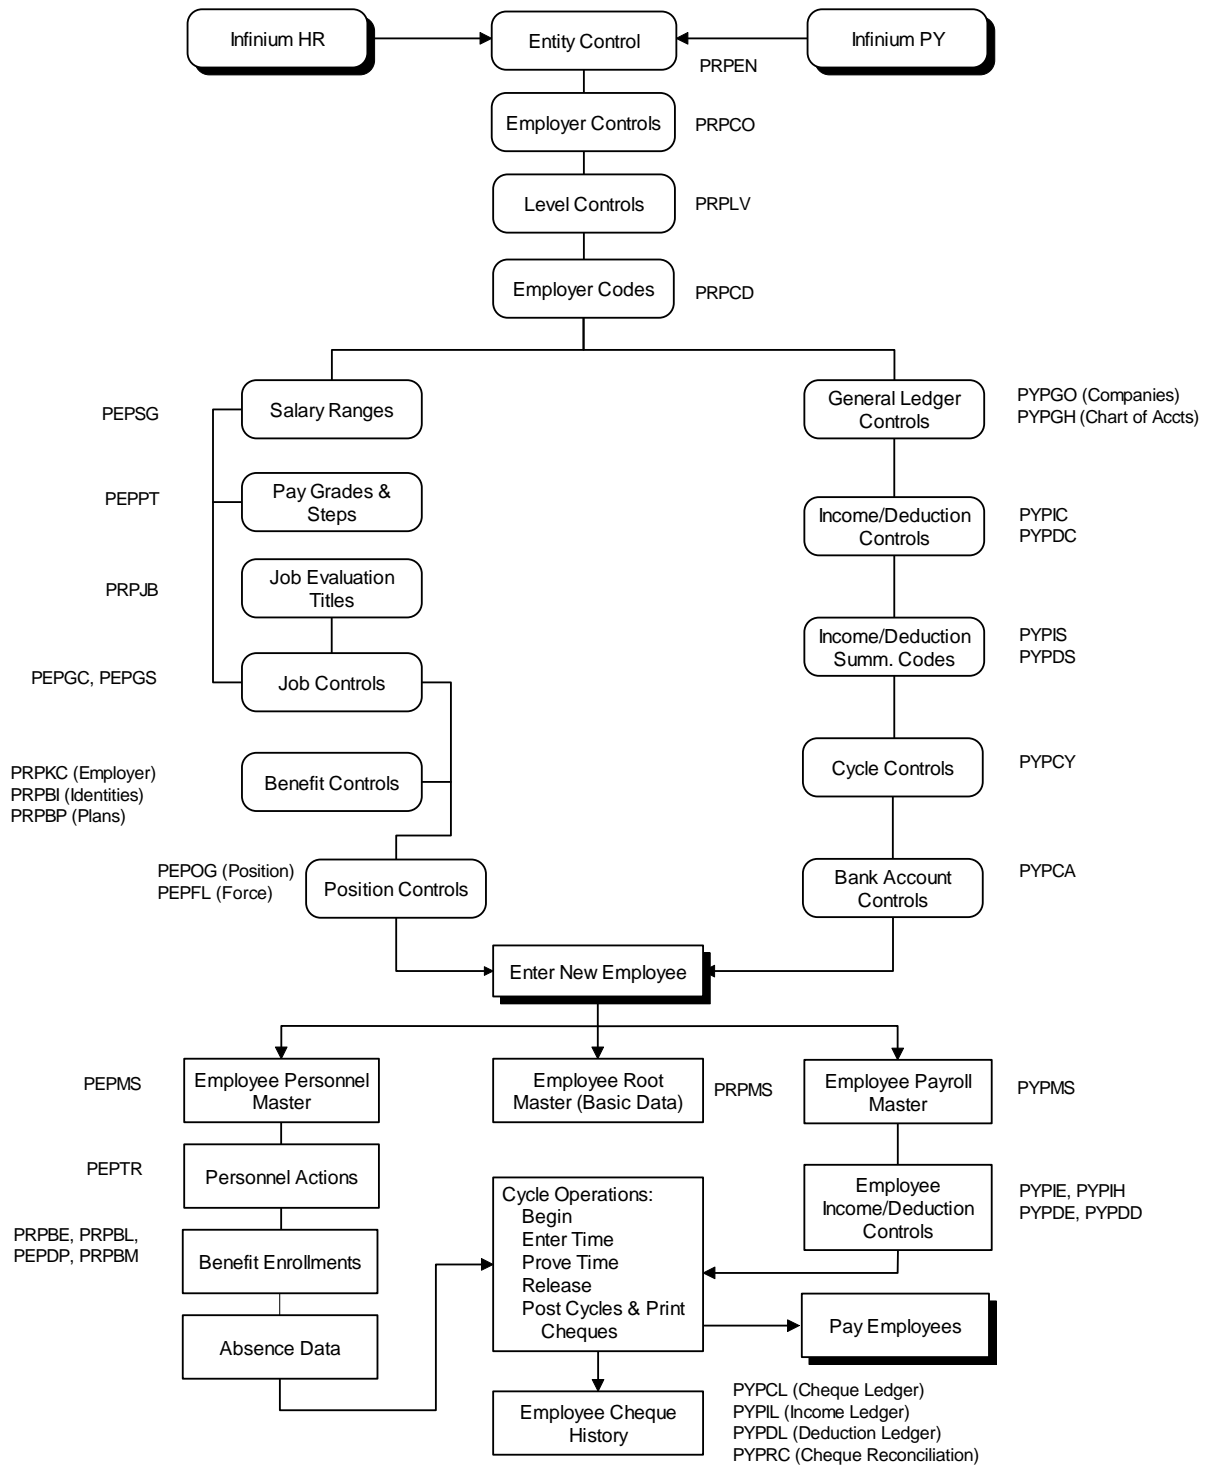 Infinium HR
Entity Control
Infinium PY
PRPEN
Employer Controls
PRPCO
Level Controls
PRPLV
Employer Codes
PRPCD
PEPSG
Salary Ranges
General Ledger
Controls
PYPGO (Companies)
PYPGH (Chart of Accts)
PEPPT
Pay Grades &
Steps
Income/Deduction
Controls
PYPIC
PYPDC
PRPJB
Job Evaluation
Titles
Income/Deduction
Summ. Codes
PYPIS
PYPDS
PEPGC, PEPGS
Job Controls
PRPKC (Employer)
PRPBI (Identities)
PRPBP (Plans)
Benefit Controls
Cycle Controls
PYPCY
PEPOG (Position)
PEPFL (Force)
Position Controls
Bank Account
Controls
PYPCA
Enter New Employee
PEPMS
Employee Personnel
Master
Employee Root
Master (Basic Data)
PRPMS
Employee Payroll
Master
PYPMS
PEPTR
Personnel Actions
Cycle Operations:
Begin
Enter Time
Prove Time
Release
Post Cycles & Print
Cheques
Employee
Income/Deduction
Controls
PYPIE, PYPIH
PYPDE, PYPDD
PRPBE, PRPBL,
PEPDP, PRPBM
Benefit Enrollments
Absence Data
Pay Employees
Employee Cheque
History
PYPCL (Cheque Ledger)
PYPIL (Income Ledger)
PYPDL (Deduction Ledger)
PYPRC (Cheque Reconciliation)